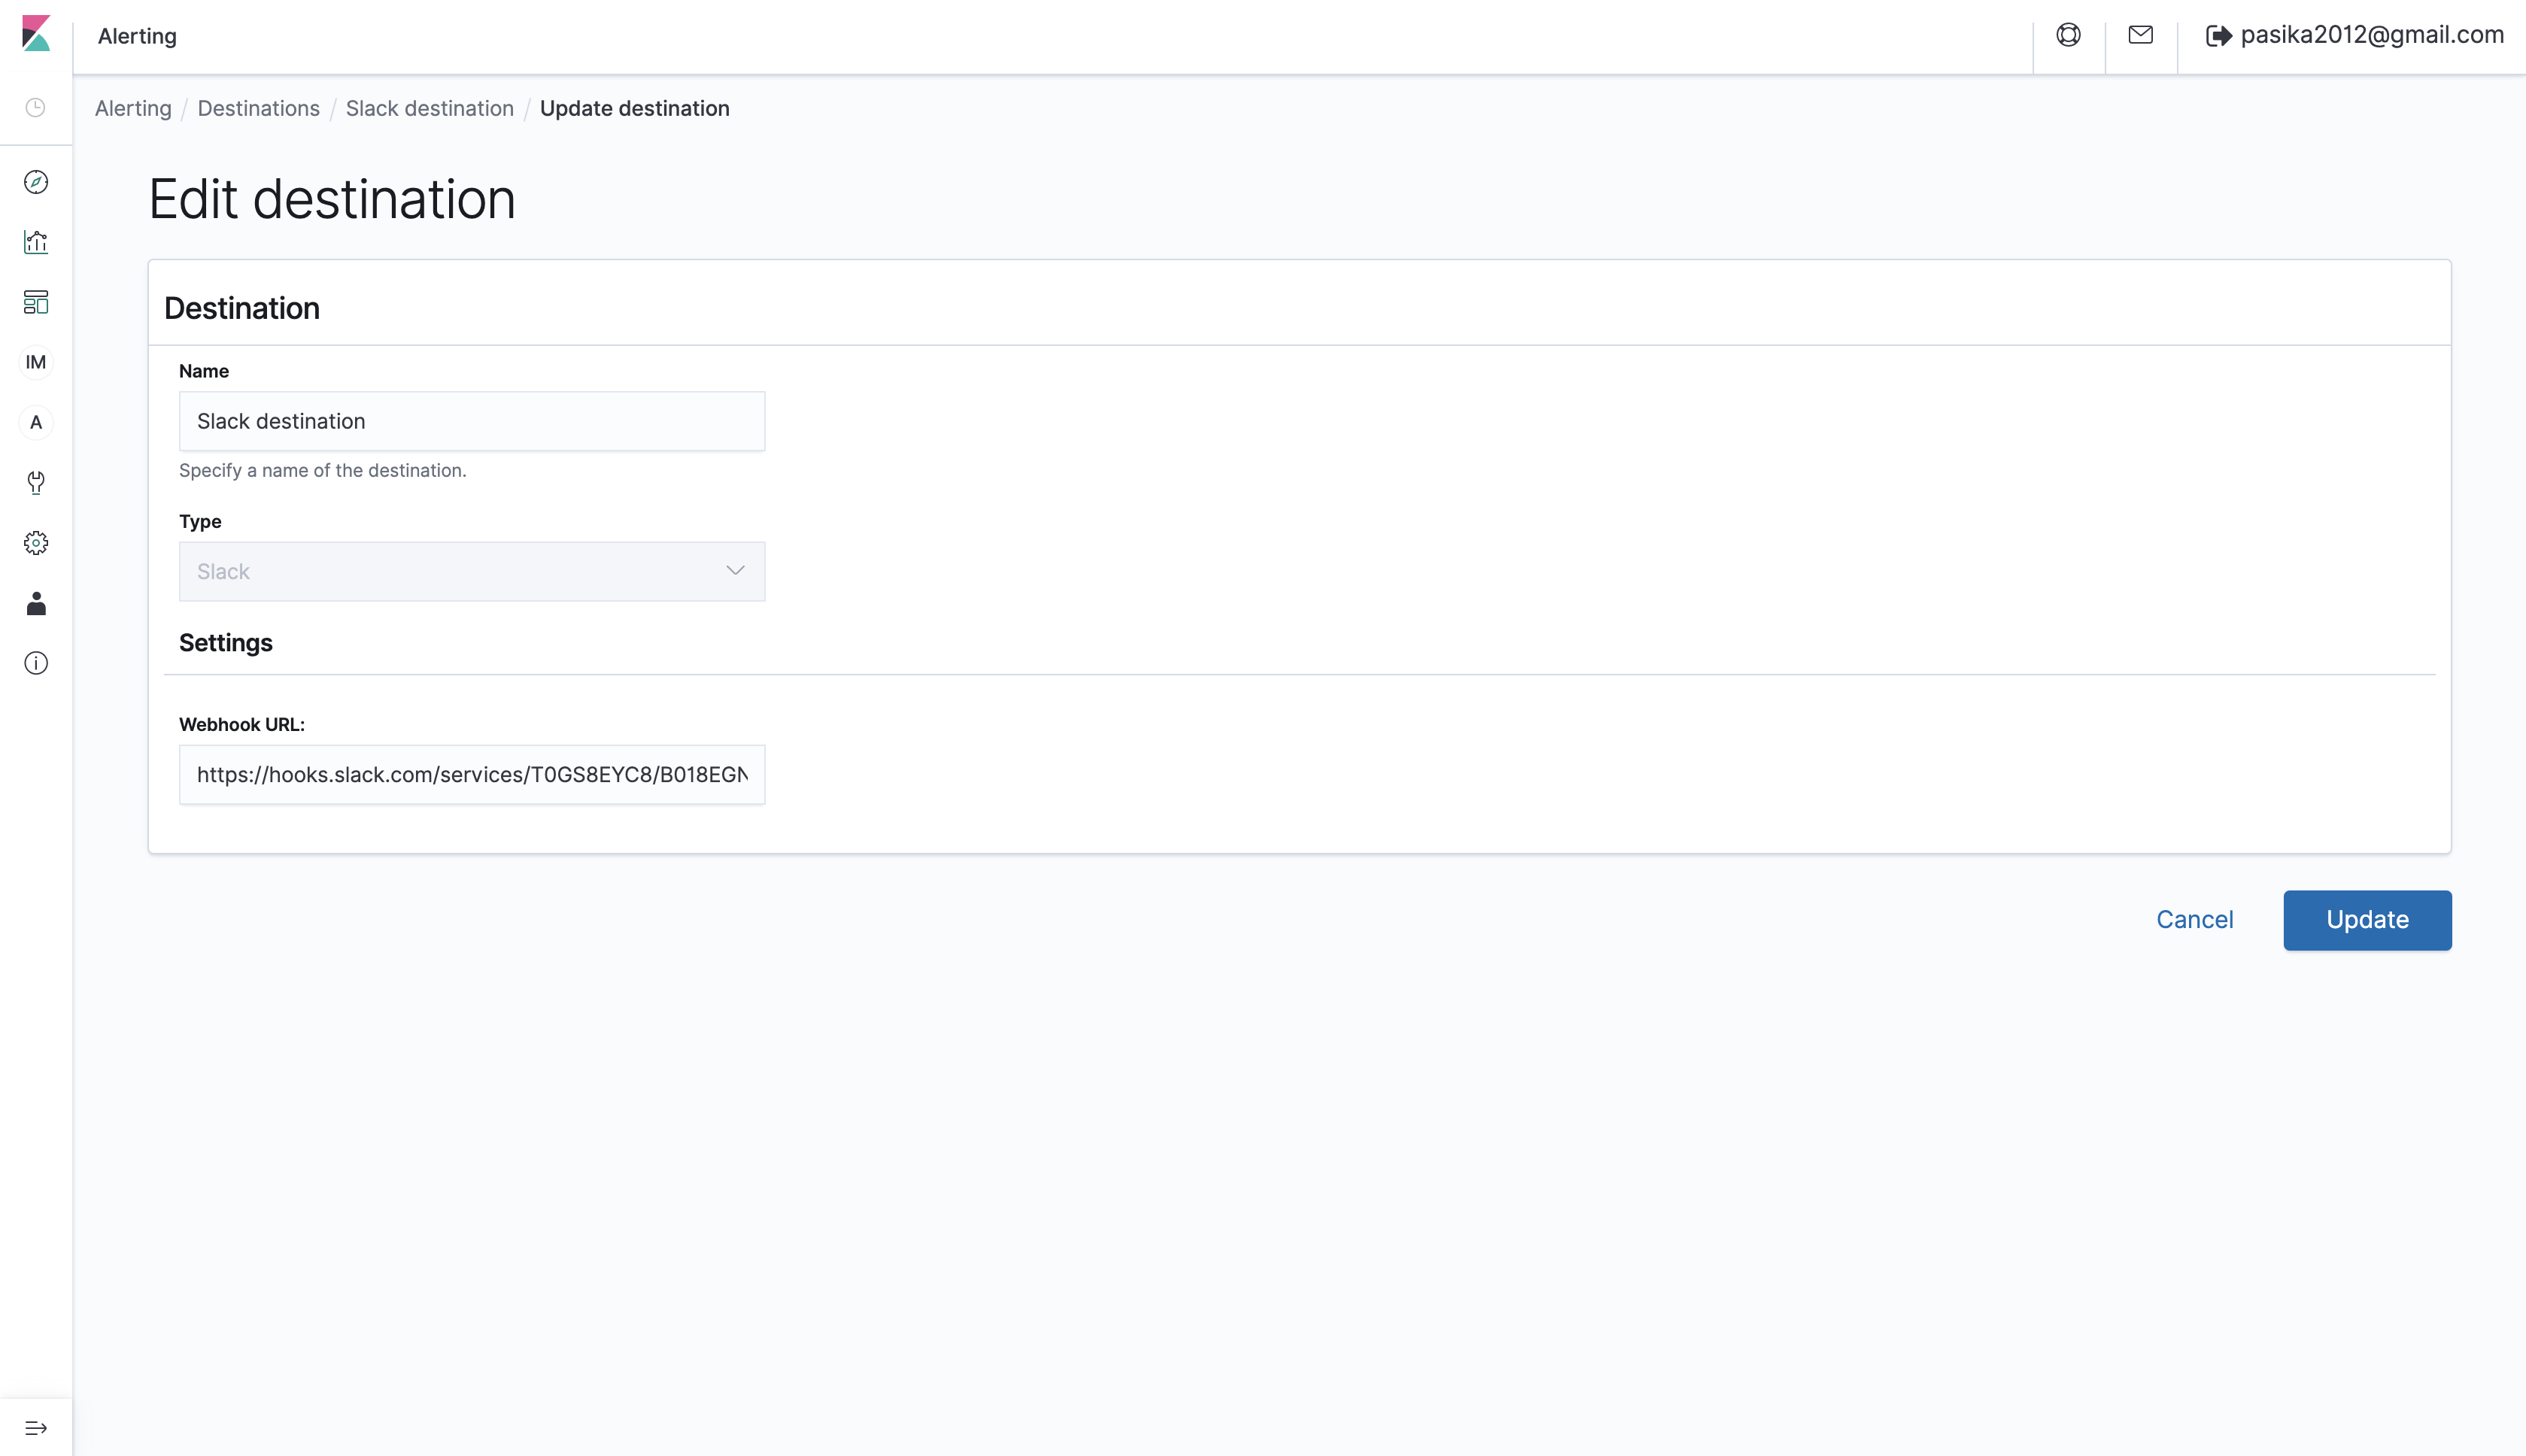 Alerting
pasika2012@gmail.com
Alerting / Destinations / Slack destination / Update destination
Edit destination
Destination
Name
Slack destination
Specify a name of the destination.
IM
A
Type
Slack
Settings
Webhook URL:
https://hooks.slack.com/services/T0GS8EYC8/B018EGN
Cancel
Update